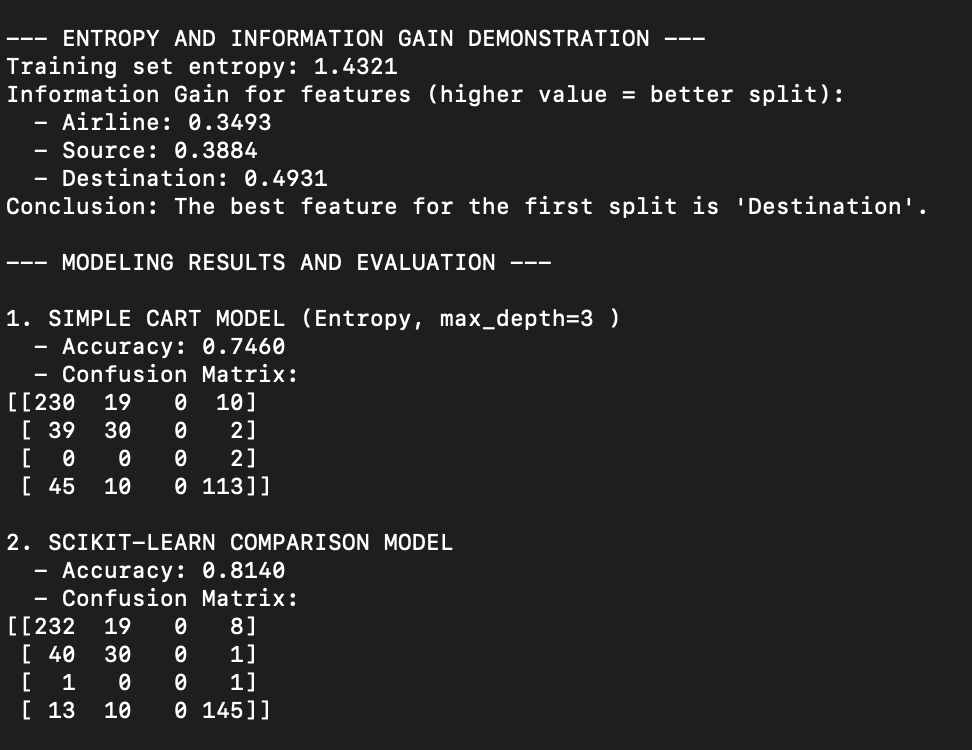 --- ENTROPY AND INFORMATION GAIN DEMONSTRATION ---
Training set entropy: 1.4321
Information Gain for features (higher value = better split):
  - Airline: 0.3493
  - Source: 0.3884
  - Destination: 0.4931
Conclusion: The best feature for the first split is 'Destination'.

--- MODELING RESULTS AND EVALUATION ---

1. SIMPLE CART MODEL (Entropy, max_depth=3 )
  - Accuracy: 0.7460
  - Confusion Matrix:
[[230  19   0  10]
 [ 39  30   0   2]
 [  0   0   0   2]
 [ 45  10   0 113]]

2. SCIKIT-LEARN COMPARISON MODEL
  - Accuracy: 0.8140
  - Confusion Matrix:
[[232  19   0   8]
 [ 40  30   0   1]
 [  1   0   0   1]
 [ 13  10   0 145]]